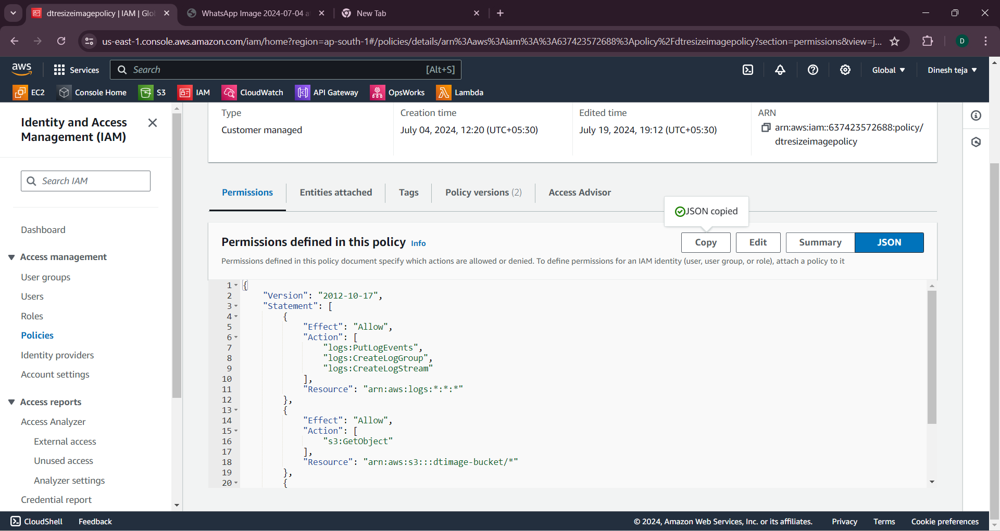 dtresizeimagepolicy | IAM | Glo
WhatsApp Image 2024-07-04 a
New Tab
us-east-1.console.aws.amazon.com/iam/home?region=ap-south-1#/policies/details/arn%3Aaws%3Aiam%3A%3A637423572688%3Apolicy%2Fdtresizeimagepolicy?section=permissions&view=j...
D
aws
Services
Search
[Alt+S]
Global
Dinesh teja
EC2
Console Home
S3
IAM
CloudWatch
API Gateway
OpsWorks
Lambda
Identity and Access
Management (IAM)
Search IAM
Dashboard
Access management
User groups
Users
Roles
Policies
Identity providers
Account settings
Access reports
Access Analyzer
External access
Unused access
Analyzer settings
Credential report
Type
Customer managed
Creation time
July 04, 2024, 12:20 (UTC+05:30)
Edited time
July 19, 2024, 19:12 (UTC+05:30)
ARN
arn:aws:iam::637423572688:policy/
dtresizeimagepolicy
Permissions
Entities attached
Tags
Policy versions (2)
Access Advisor
JSON copied
Permissions defined in this policy Info
Copy
Edit
Summary
JSON
Permissions defined in this policy document specify which actions are allowed or denied. To define permissions for an IAM identity (user, user group, or role), attach a policy to it
1 {
2 "Version": "2012-10-17",
3 "Statement": [
4 {
5 "Effect": "Allow",
6 "Action": [
7 "logs:PutLogEvents",
8 "logs:CreateLogGroup",
9 "logs:CreateLogStream"
10 ],
11 "Resource": "arn:aws:logs:*:*:*"
12 },
13 {
14 "Effect": "Allow",
15 "Action": [
16 "s3:GetObject"
17 ],
18 "Resource": "arn:aws:s3:::dtimage-bucket/*"
19 },
20 {
CloudShell
Feedback
© 2024, Amazon Web Services, Inc. or its affiliates.
Privacy
Terms
Cookie preferences